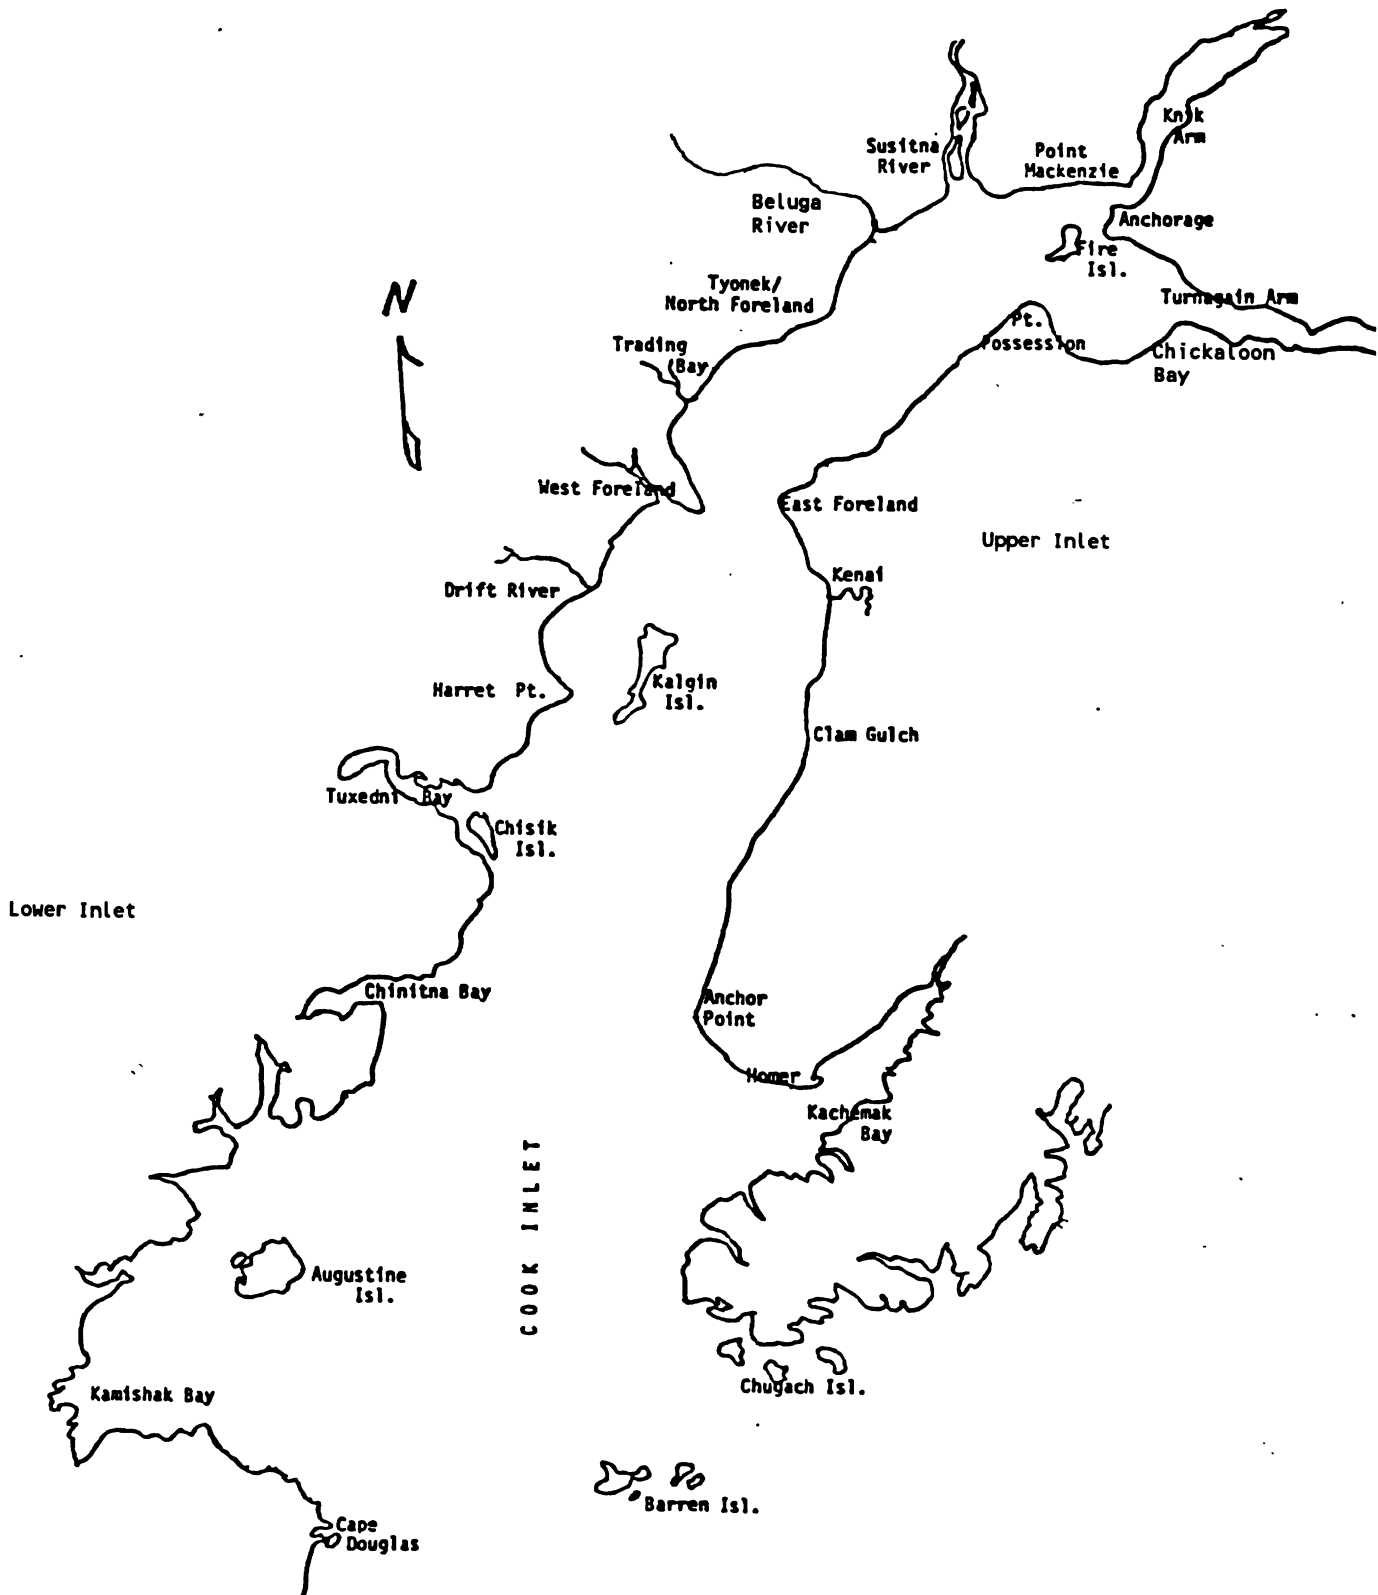 Knik
Arm
Susitna
River
Point
Mackenzie
Beluga
River
Anchorage
Fire
Isl.
N
Tyonek/
North Foreland
Turnagain Arm
Pt.
Possession
Trading
Bay
Chickaloon
Bay
West Foreland
East Foreland
Upper Inlet
Kenai
Drift River
Harret Pt.
Kalgin
Isl.
Clam Gulch
Tuxedni Bay
Chisik
Isl.
Lower Inlet
Chinitna Bay
Anchor
Point
Homer
Kachemak
Bay
COOK INLET
Augustine
Isl.
Kamishak Bay
Chugach Isl.
Barren Isl.
Cape
Douglas